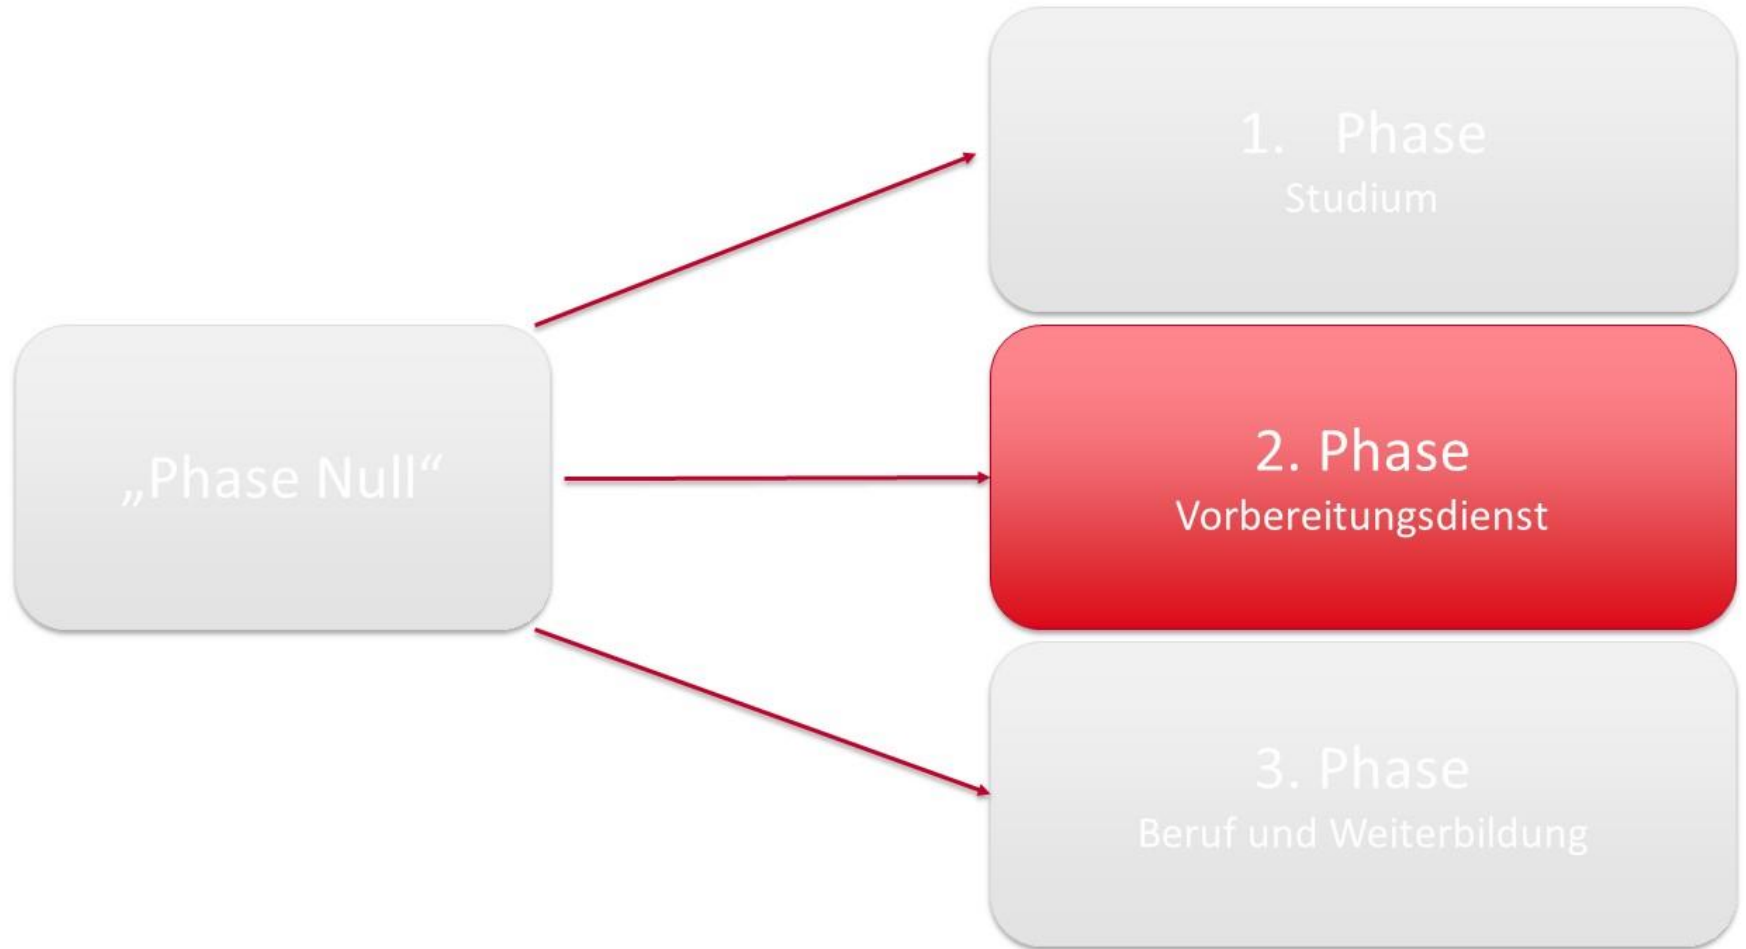 1. Phase
Studium
„Phase Null“
2. Phase
Vorbereitungsdienst
3. Phase
Beruf und Weiterbildung